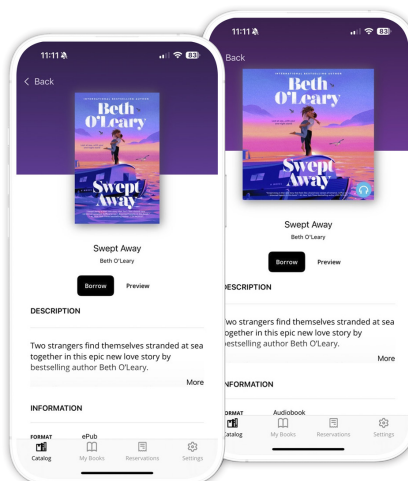 11:11
83
Back
INTERNATIONAL BESTSELLING AUTHOR
Beth
O'Leary
Swept
Away
Swept Away
Beth O'Leary
Borrow
Preview
DESCRIPTION
Two strangers find themselves stranded at sea
together in this epic new love story by
bestselling author Beth O'Leary.
More
INFORMATION
FORMAT
ePub
Catalog
My Books
Reservations
Settings
11:11
83
Back
INTERNATIONAL BESTSELLING AUTHOR
Beth
O'Leary
Swept
Away
Swept Away
Beth O'Leary
Borrow
Preview
DESCRIPTION
Two strangers find themselves stranded at sea
together in this epic new love story by
bestselling author Beth O'Leary.
More
INFORMATION
FORMAT
Audiobook
Catalog
My Books
Reservations
Settings